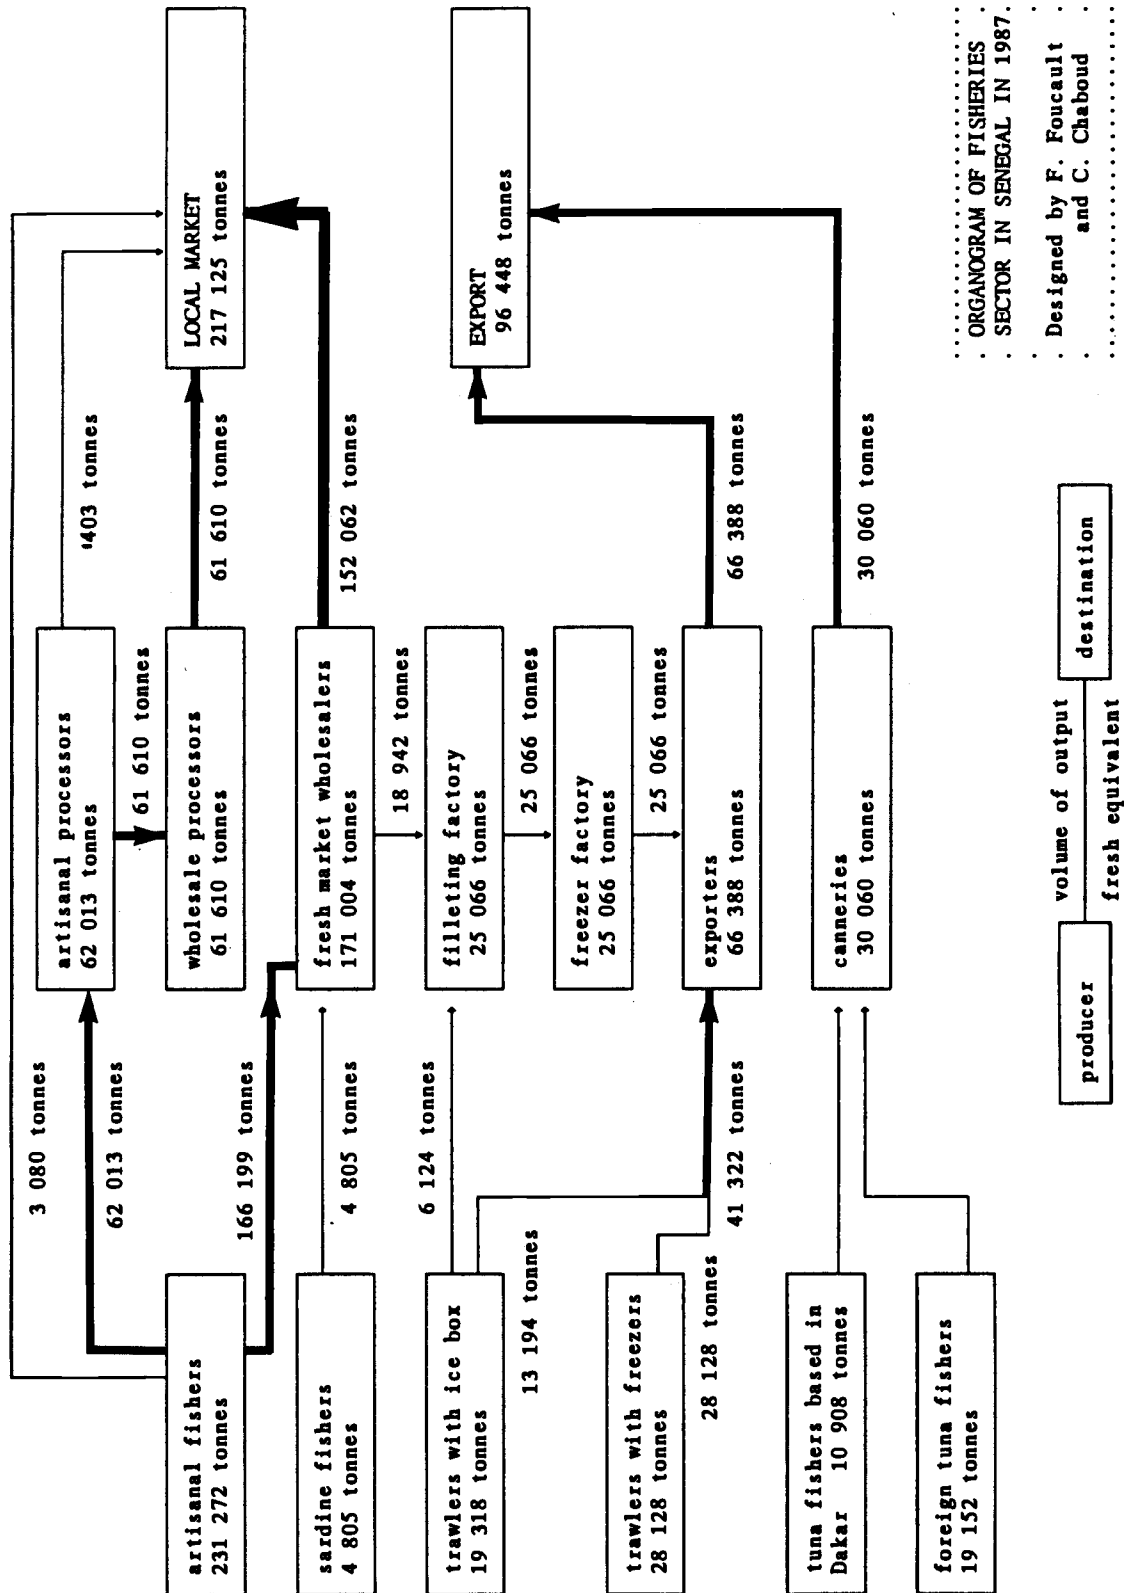 artisanal fishers
231 272 tonnes
sardine fishers
4 805 tonnes
trawlers with ice box
19 318 tonnes
trawlers with freezers
28 128 tonnes
tuna fishers based in
Dakar 10 908 tonnes
foreign tuna fishers
19 152 tonnes
3 080 tonnes
62 013 tonnes
166 199 tonnes
4 805 tonnes
6 124 tonnes
13 194 tonnes
28 128 tonnes
41 322 tonnes
artisanal processors
62 013 tonnes
61 610 tonnes
wholesale processors
61 610 tonnes
fresh market wholesalers
171 004 tonnes
18 942 tonnes
filleting factory
25 066 tonnes
25 066 tonnes
freezer factory
25 066 tonnes
25 066 tonnes
exporters
66 388 tonnes
canneries
30 060 tonnes
403 tonnes
61 610 tonnes
152 062 tonnes
66 388 tonnes
30 060 tonnes
LOCAL MARKET
217 125 tonnes
EXPORT
96 448 tonnes
producer
volume of output
fresh equivalent
destination
ORGANOGRAM OF FISHERIES
SECTOR IN SENEGAL IN 1987.
Designed by F. Foucault
and C. Chaboud